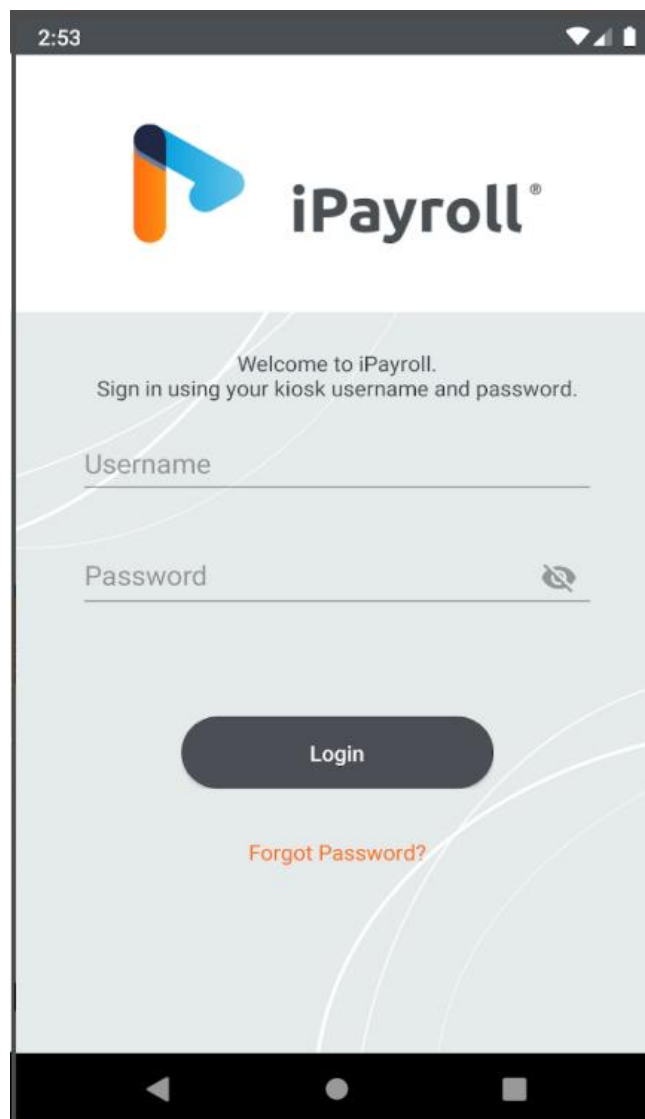 2:53
iPayroll®
Welcome to iPayroll.
Sign in using your kiosk username and password.
Username
Password
Login
Forgot Password?